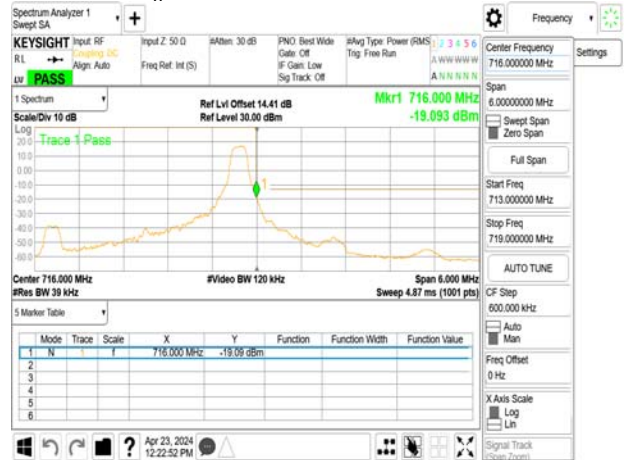 Spectrum Analyzer 1
Swept SA
+
Frequency
KEYSIGHT
RL
PASS
Input: RF
Coupling: DC
Align: Auto
Input Z: 50 Ω
Freq Ref: Int (S)
#Atten: 30 dB
PNO: Best Wide
Gate: Off
IF Gain: Low
Sig Track: Off
#Avg Type: Power (RMS
Trig: Free Run
1 2 3 4 5 6
A W W W W W
A N N N N N
Center Frequency
716.000000 MHz
Settings
1 Spectrum
Scale/Div 10 dB
Ref Lvl Offset 14.41 dB
Ref Level 30.00 dBm
Mkr1 716.000 MHz
-19.093 dBm
Span
6.00000000 MHz
Swept Span
Zero Span
Full Span
Log
Trace 1 Pass
20.0
10.0
0.00
-10.0
-20.0
-30.0
-40.0
-50.0
-60.0
1
Start Freq
713.000000 MHz
Stop Freq
719.000000 MHz
AUTO TUNE
Center 716.000 MHz
#Res BW 39 kHz
#Video BW 120 kHz
Span 6.000 MHz
Sweep 4.87 ms (1001 pts)
CF Step
600.000 kHz
Auto
Man
5 Marker Table
Mode Trace Scale X Y Function Function Width Function Value
1 N 1 f 716.000 MHz -19.09 dBm
2
3
4
5
6
Freq Offset
0 Hz
X Axis Scale
Log
Lin
Signal Track
(Span Zoom)
?
Apr 23, 2024
12:22:52 PM